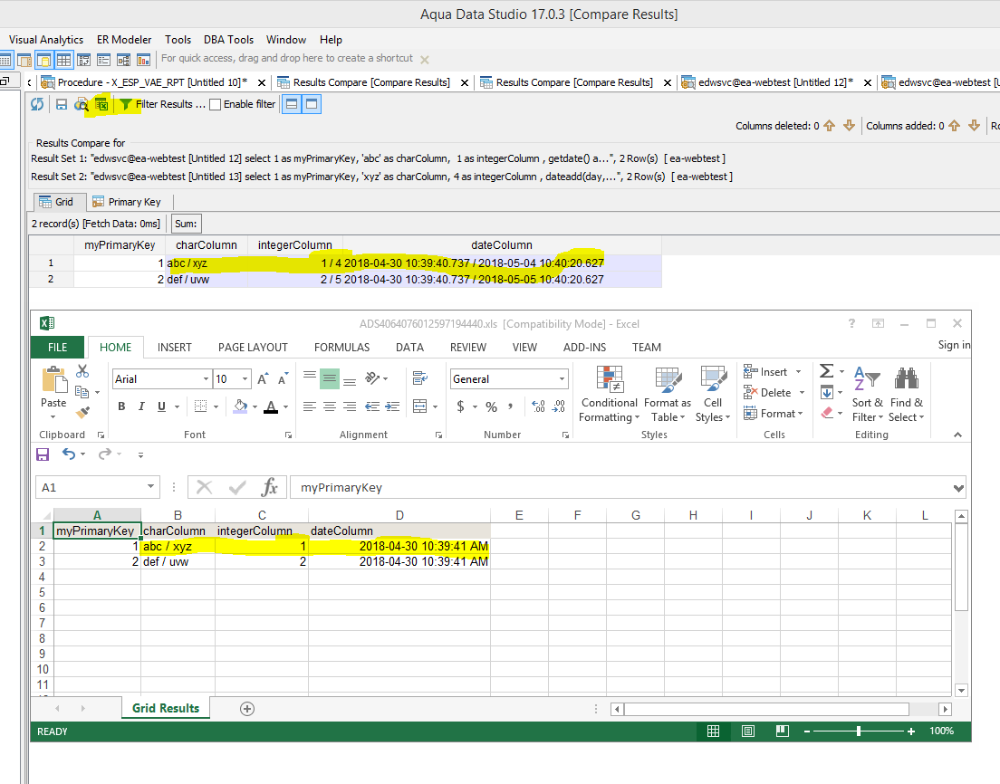 Aqua Data Studio 17.0.3 [Compare Results]
Visual Analytics ER Modeler Tools DBA Tools Window Help
For quick access, drag and drop here to create a shortcut
Procedure - X_ESP_VAE_RPT [Untitled 10]* Results Compare [Compare Results] Results Compare [Compare Results] edwsvc@ea-webtest [Untitled 12]* edwsvc@ea-webtest [U
Filter Results ... Enable filter
Columns deleted: 0 Columns added: 0 Ro
Results Compare for
Result Set 1: "edwsvc@ea-webtest [Untitled 12] select 1 as myPrimaryKey, 'abc' as charColumn, 1 as integerColumn , getdate() a...", 2 Row(s) [ ea-webtest ]
Result Set 2: "edwsvc@ea-webtest [Untitled 13] select 1 as myPrimaryKey, 'xyz' as charColumn, 4 as integerColumn , dateadd(day,...", 2 Row(s) [ ea-webtest ]
Grid Primary Key
2 record(s) [Fetch Data: 0ms] Sum:
myPrimaryKey charColumn integerColumn dateColumn
1 1 abc / xyz 1 / 4 2018-04-30 10:39:40.737 / 2018-05-04 10:40:20.627
2 2 def / uvw 2 / 5 2018-04-30 10:39:40.737 / 2018-05-05 10:40:20.627
ADS4064076012597194440.xls [Compatibility Mode] - Excel ?
FILE HOME INSERT PAGE LAYOUT FORMULAS DATA REVIEW VIEW ADD-INS TEAM Sign in
Paste
Arial 10
B I U
General
$ % ,
Conditional Formatting
Format as Table
Cell Styles
Insert
Delete
Format
Sort & Filter
Find & Select
Clipboard Font Alignment Number Styles Cells Editing
A1 fx myPrimaryKey
A B C D E F G H I J K L
1 myPrimaryKey charColumn integerColumn dateColumn
2 1 abc / xyz 1 2018-04-30 10:39:41 AM
3 2 def / uvw 2 2018-04-30 10:39:41 AM
4
5
6
7
8
9
10
11
Grid Results
READY 100%